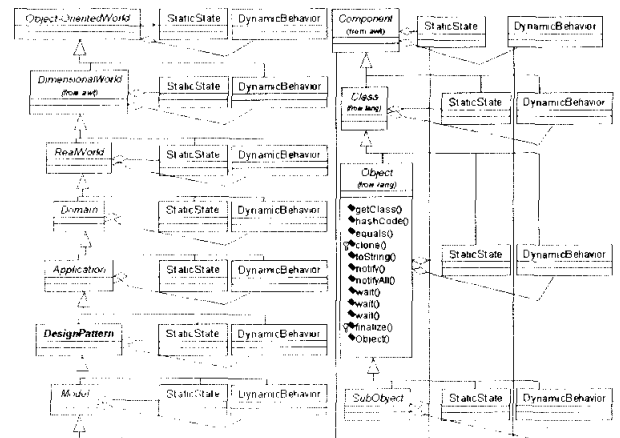 Object-OrientedWorld
StaticState
DynamicBehavior
DimensionalWorld
(from awt)
StaticState
DynamicBehavior
RealWorld
StaticState
DynamicBehavior
Domain
StaticState
DynamicBehavior
Application
StaticState
DynamicBehavior
DesignPattern
StaticState
DynamicBehavior
Model
StaticState
DynamicBehavior
Component
(from awt)
StaticState
DynamicBehavior
Class
(from lang)
StaticState
DynamicBehavior
Object
(from lang)
getClass()
hashCode()
equals()
clone()
toString()
notify()
notifyAll()
wait()
wait()
wait()
finalize()
Object()
StaticState
DynamicBehavior
SubObject
StaticState
DynamicBehavior